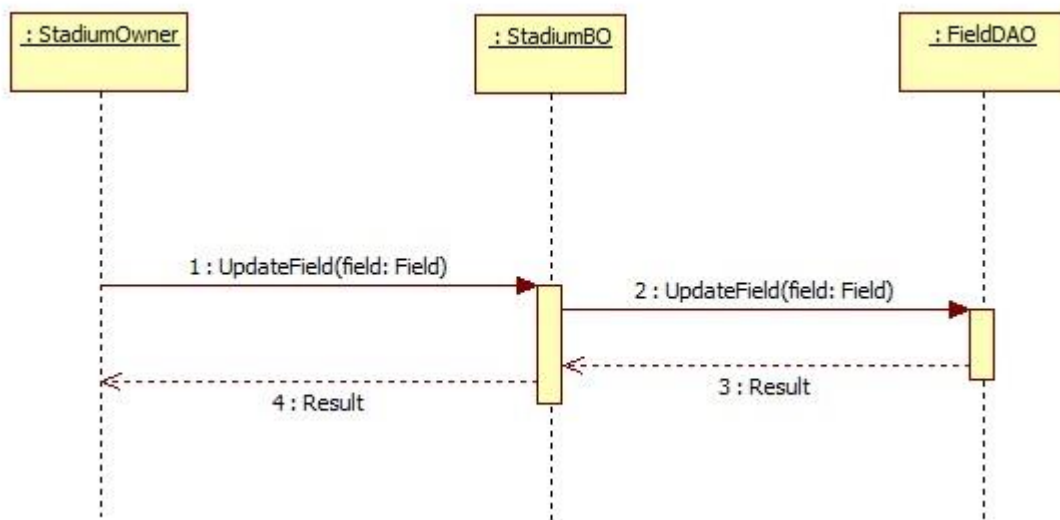 : StadiumOwner
: StadiumBO
: FieldDAO
1 : UpdateField(field: Field)
2 : UpdateField(field: Field)
3 : Result
4 : Result